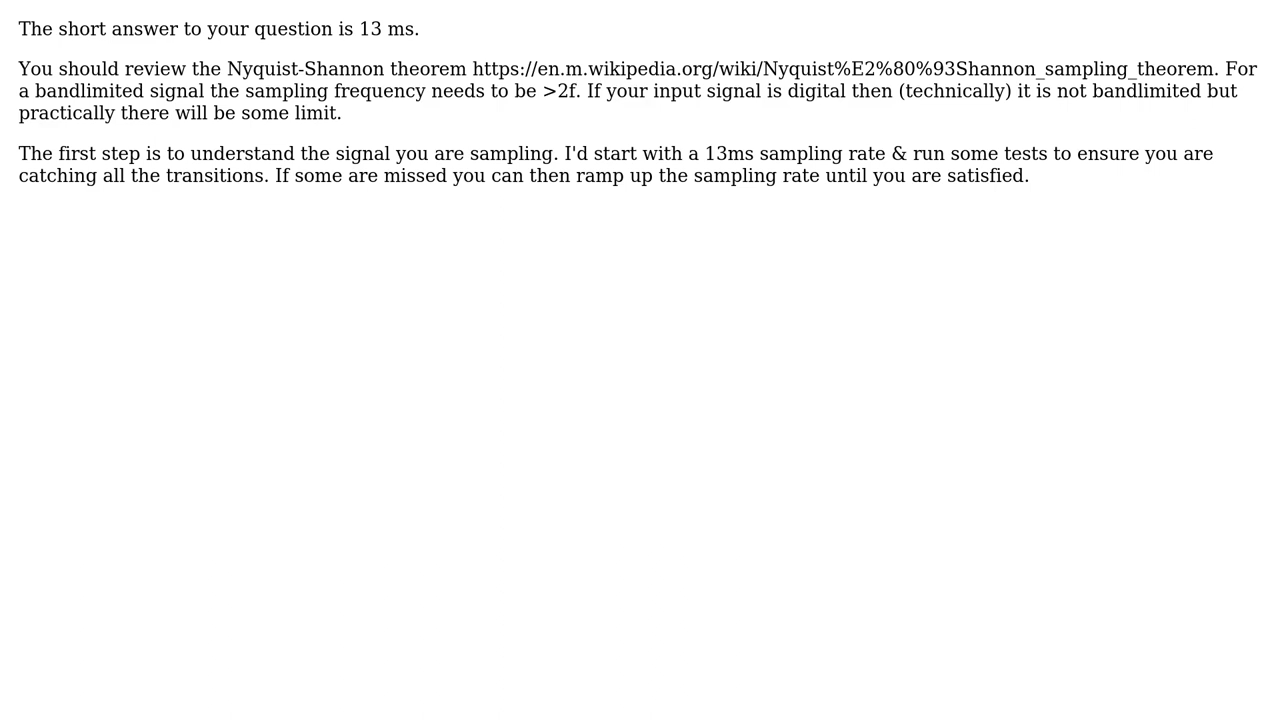 The short answer to your question is 13 ms.
You should review the Nyquist-Shannon theorem https://en.m.wikipedia.org/wiki/Nyquist%E2%80%93Shannon_sampling_theorem. For
a bandlimited signal the sampling frequency needs to be >2f. If your input signal is digital then (technically) it is not bandlimited but
practically there will be some limit.
The first step is to understand the signal you are sampling. I'd start with a 13ms sampling rate & run some tests to ensure you are
catching all the transitions. If some are missed you can then ramp up the sampling rate until you are satisfied.